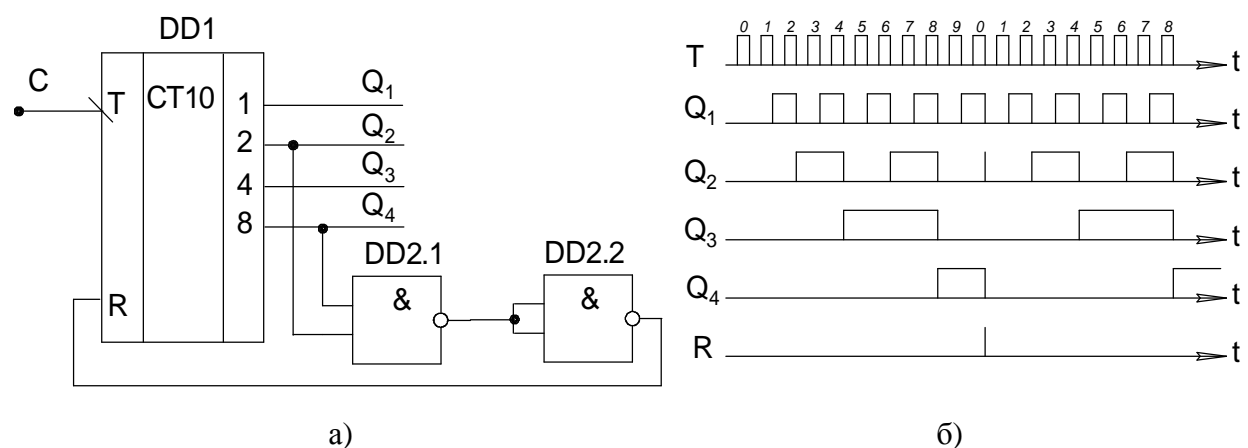 DD1
C
T
CT10
1
2
4
8
R
Q1
Q2
Q3
Q4
DD2.1
&
DD2.2
&
а)
0 1 2 3 4 5 6 7 8 9 0 1 2 3 4 5 6 7 8
T t
Q1 t
Q2 t
Q3 t
Q4 t
R t
б)